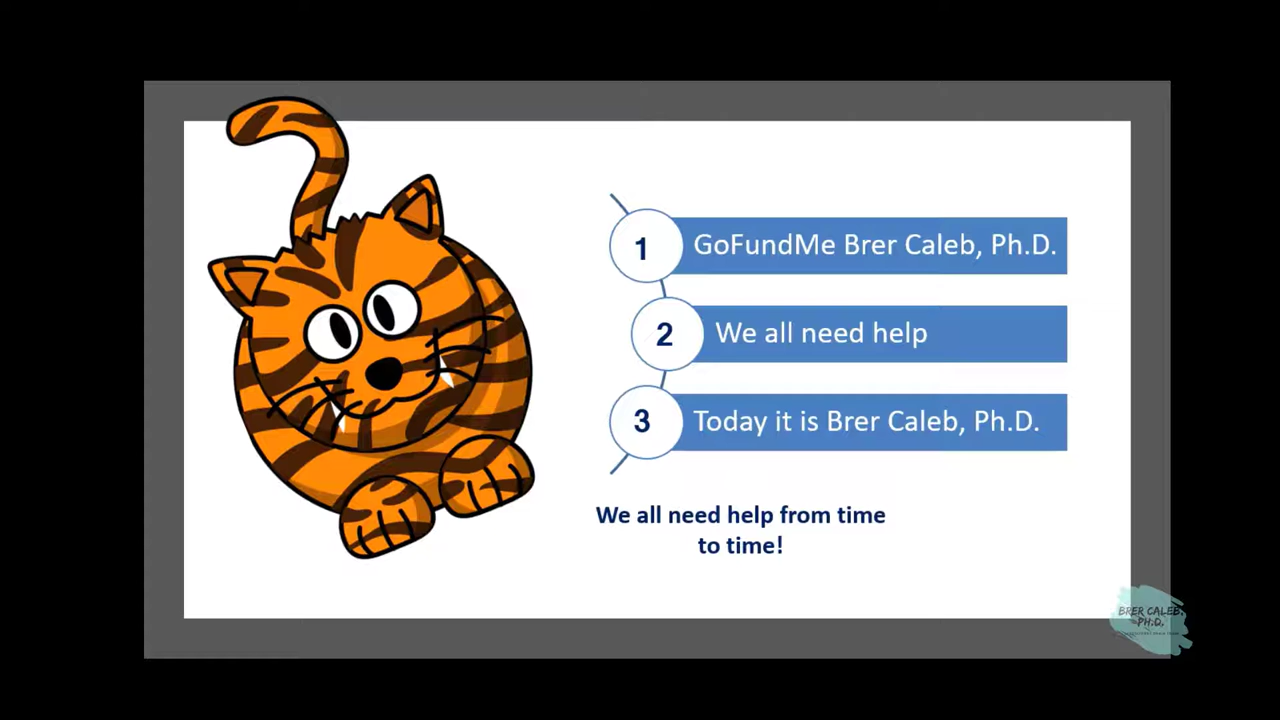 1 GoFundMe Brer Caleb, Ph.D.
2 We all need help
3 Today it is Brer Caleb, Ph.D.
We all need help from time
to time!
BRER CALEB,
PH.D.